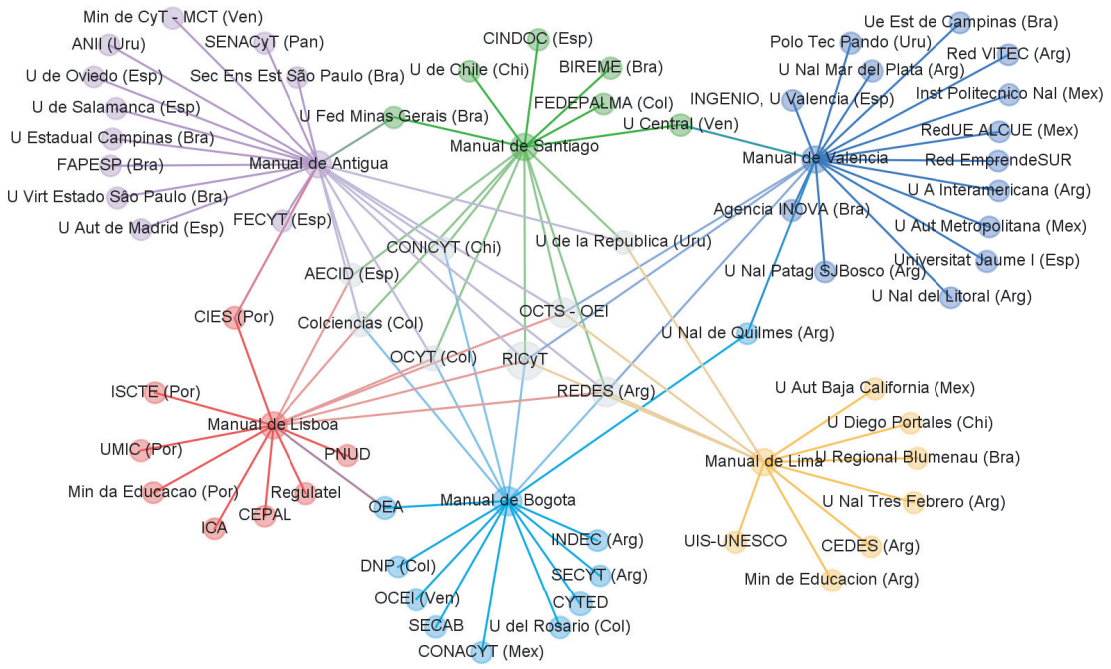 Min de CyT - MCT (Ven)
Ue Est de Campinas (Bra)
ANII (Uru)
SENACyT (Pan)
CINDOC (Esp)
Polo Tec Pando (Uru)
Red VITEC (Arg)
U de Oviedo (Esp)
Sec Ens Est São Paulo (Bra)
U de Chile (Chi)
BIREME (Bra)
U Nal Mar del Plata (Arg)
U de Salamanca (Esp)
FEDEPALMA (Col)
INGENIO, U Valencia (Esp)
Inst Politecnico Nal (Mex)
U Fed Minas Gerais (Bra)
U Central (Ven)
U Estadual Campinas (Bra)
RedUE ALCUE (Mex)
Manual de Santiago
FAPESP (Bra)
Manual de Antigua
Manual de Valencia
Red EmprendeSUR
U Virt Estado São Paulo (Bra)
U A Interamericana (Arg)
FECYT (Esp)
Agencia INOVA (Bra)
U Aut de Madrid (Esp)
U Aut Metropolitana (Mex)
CONICYT (Chi)
U de la Republica (Uru)
Universitat Jaume I (Esp)
AECID (Esp)
U Nal Patag SJBosco (Arg)
U Nal del Litoral (Arg)
CIES (Por)
Colciencias (Col)
OCTS - OEI
U Nal de Quilmes (Arg)
OCYT (Col)
RICyT
ISCTE (Por)
REDES (Arg)
U Aut Baja California (Mex)
Manual de Lisboa
U Diego Portales (Chi)
UMIC (Por)
PNUD
Manual de Lima
U Regional Blumenau (Bra)
Min da Educacao (Por)
Regulatel
OEA
Manual de Bogota
U Nal Tres Febrero (Arg)
ICA
CEPAL
INDEC (Arg)
UIS-UNESCO
CEDES (Arg)
DNP (Col)
SECYT (Arg)
Min de Educacion (Arg)
OCEI (Ven)
CYTED
SECAB
U del Rosario (Col)
CONACYT (Mex)